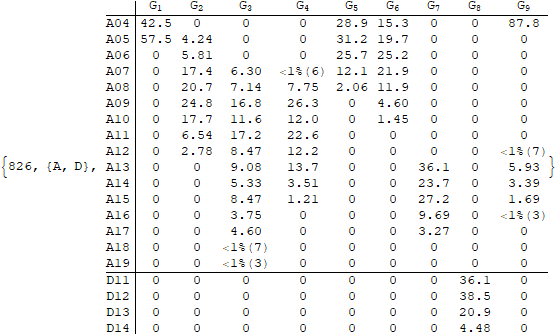 G1 G2 G3 G4 G5 G6 G7 G8 G9
A04 42.5 0 0 0 28.9 15.3 0 0 87.8
A05 57.5 4.24 0 0 31.2 19.7 0 0 0
A06 0 5.81 0 0 25.7 25.2 0 0 0
A07 0 17.4 6.30 <1%(6) 12.1 21.9 0 0 0
A08 0 20.7 7.14 7.75 2.06 11.9 0 0 0
A09 0 24.8 16.8 26.3 0 4.60 0 0 0
A10 0 17.7 11.6 12.0 0 1.45 0 0 0
A11 0 6.54 17.2 22.6 0 0 0 0 0
A12 0 2.78 8.47 12.2 0 0 0 0 <1%(7)
{826, {A, D}, A13 0 0 9.08 13.7 0 0 36.1 0 5.93 }
A14 0 0 5.33 3.51 0 0 23.7 0 3.39
A15 0 0 8.47 1.21 0 0 27.2 0 1.69
A16 0 0 3.75 0 0 0 9.69 0 <1%(3)
A17 0 0 4.60 0 0 0 3.27 0 0
A18 0 0 <1%(7) 0 0 0 0 0 0
A19 0 0 <1%(3) 0 0 0 0 0 0
D11 0 0 0 0 0 0 0 36.1 0
D12 0 0 0 0 0 0 0 38.5 0
D13 0 0 0 0 0 0 0 20.9 0
D14 0 0 0 0 0 0 0 4.48 0